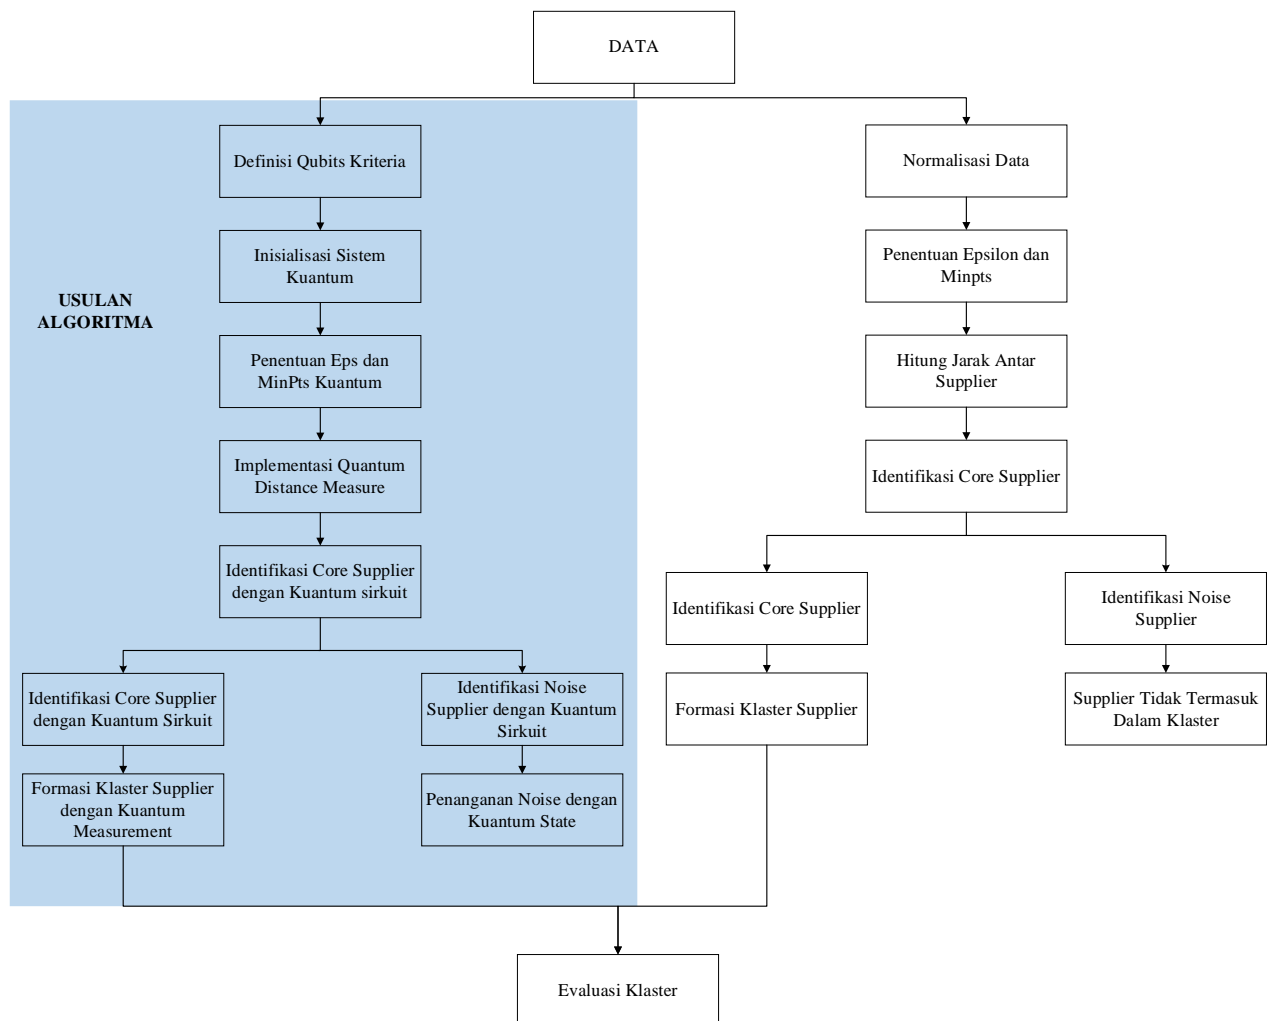 DATA
Definisi Qubits Kriteria
Inisialisasi Sistem
Kuantum
USULAN
ALGORITMA
Penentuan Eps dan
MinPts Kuantum
Implementasi Quantum
Distance Measure
Identifikasi Core Supplier
dengan Kuantum sirkuit
Identifikasi Core Supplier
dengan Kuantum Sirkuit
Identifikasi Noise
Supplier dengan Kuantum
Sirkuit
Formasi Klaster Supplier
dengan Kuantum
Measurement
Penanganan Noise dengan
Kuantum State
Normalisasi Data
Penentuan Epsilon dan
Minpts
Hitung Jarak Antar
Supplier
Identifikasi Core Supplier
Identifikasi Core Supplier
Identifikasi Noise
Supplier
Formasi Klaster Supplier
Supplier Tidak Termasuk
Dalam Klaster
Evaluasi Klaster